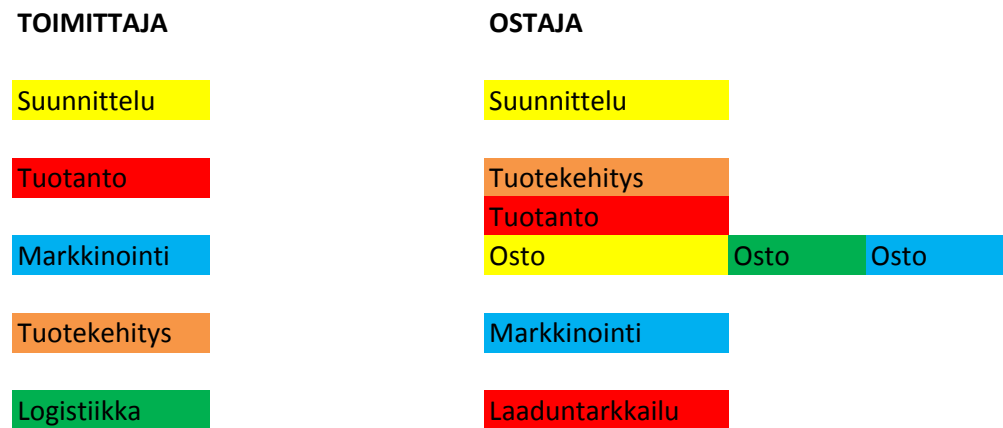 TOIMITTAJA OSTAJA
Suunnittelu Suunnittelu
Tuotanto Tuotekehitys
Tuotanto
Markkinointi Osto Osto Osto
Tuotekehitys Markkinointi
Logistiikka Laaduntarkkailu